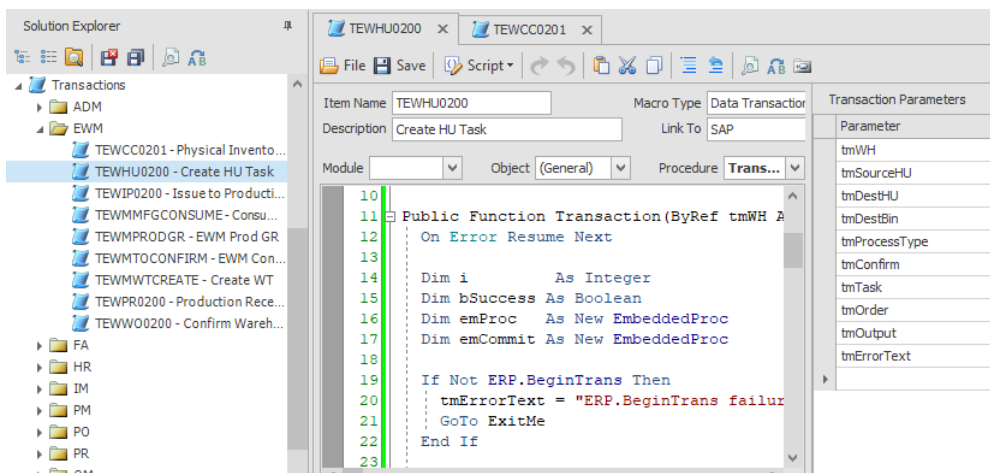 Solution Explorer
Transactions
ADM
EWM
TEWCC0201 - Physical Invento...
TEWHU0200 - Create HU Task
TEWIP0200 - Issue to Producti...
TEWMMFGCONSUME - Consu...
TEWMPRODGR - EWM Prod GR
TEWMTOCONFIRM - EWM Con...
TEWMWTCREATE - Create WT
TEWPR0200 - Production Rece...
TEWWO0200 - Confirm Wareh...
FA
HR
IM
PM
PO
PR
TEWHU0200 TEWCC0201
File Save Script
Item Name TEWHU0200 Macro Type Data Transaction
Description Create HU Task Link To SAP
Module Object (General) Procedure Trans...
10
11 Public Function Transaction(ByRef tmWH A
12 On Error Resume Next
13
14 Dim i As Integer
15 Dim bSuccess As Boolean
16 Dim emProc As New EmbeddedProc
17 Dim emCommit As New EmbeddedProc
18
19 If Not ERP.BeginTrans Then
20 tmErrorText = "ERP.BeginTrans failur
21 GoTo ExitMe
22 End If
23
Transaction Parameters
Parameter
tmWH
tmSourceHU
tmDestHU
tmDestBin
tmProcessType
tmConfirm
tmTask
tmOrder
tmOutput
tmErrorText